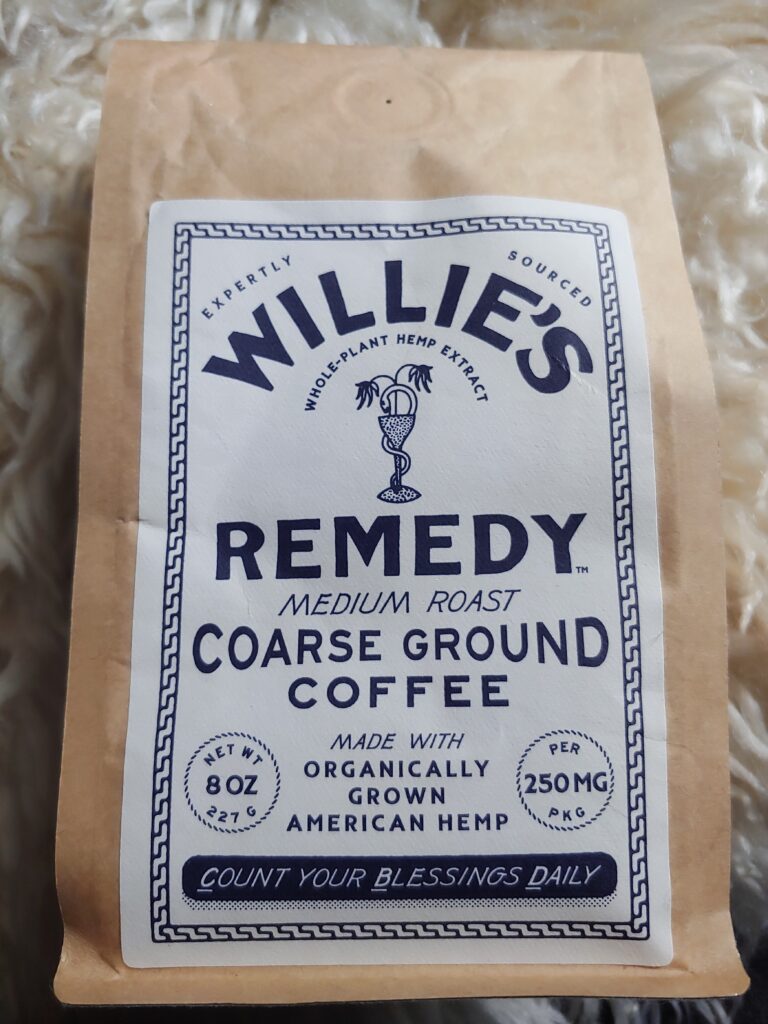 EXPERTLY SOURCED
WILLIE'S
WHOLE-PLANT HEMP EXTRACT
REMEDY™
MEDIUM ROAST
COARSE GROUND
COFFEE
NET WT
8 OZ
227 G
MADE WITH
ORGANICALLY
GROWN
AMERICAN HEMP
PER
250 MG
PKG
COUNT YOUR BLESSINGS DAILY